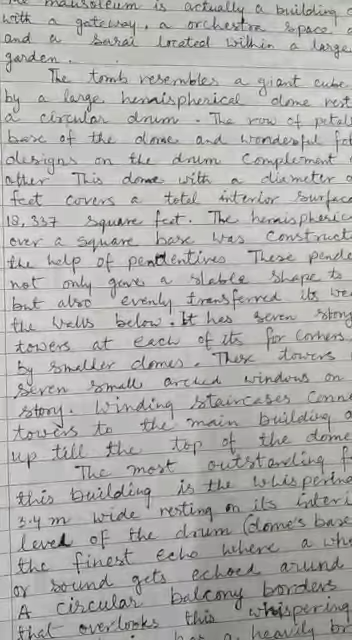 mausoleum is actually a building
with a gateway, a orchestra space
and a sarai located within a large
garden.
The tomb resembles a giant cube
by a large hemispherical dome rest
a circular drum. The row of petal
base of the dome and wonderful
designs on the drum complement
other This dome with a diameter o
feet covers a total interior surface
18,337 square feet. The hemispheric
over a square base was construct
the help of pendentives These pende
not only gave a stable shape to
but also evenly transferred its we
the walls below. It has seven story
towers at each of its for corners
by smaller domes. These towers
seven small arched windows on
story. Winding staircases conn
towers to the main building a
up till the top of the dome
The most outstanding f
this building is the whispering
3.4 m wide resting on its interi
level of the drum (dome's base
the finest echo where a whi
or sound gets echoed around
A circular balcony borders
that overlooks this whispering
has a heavily br